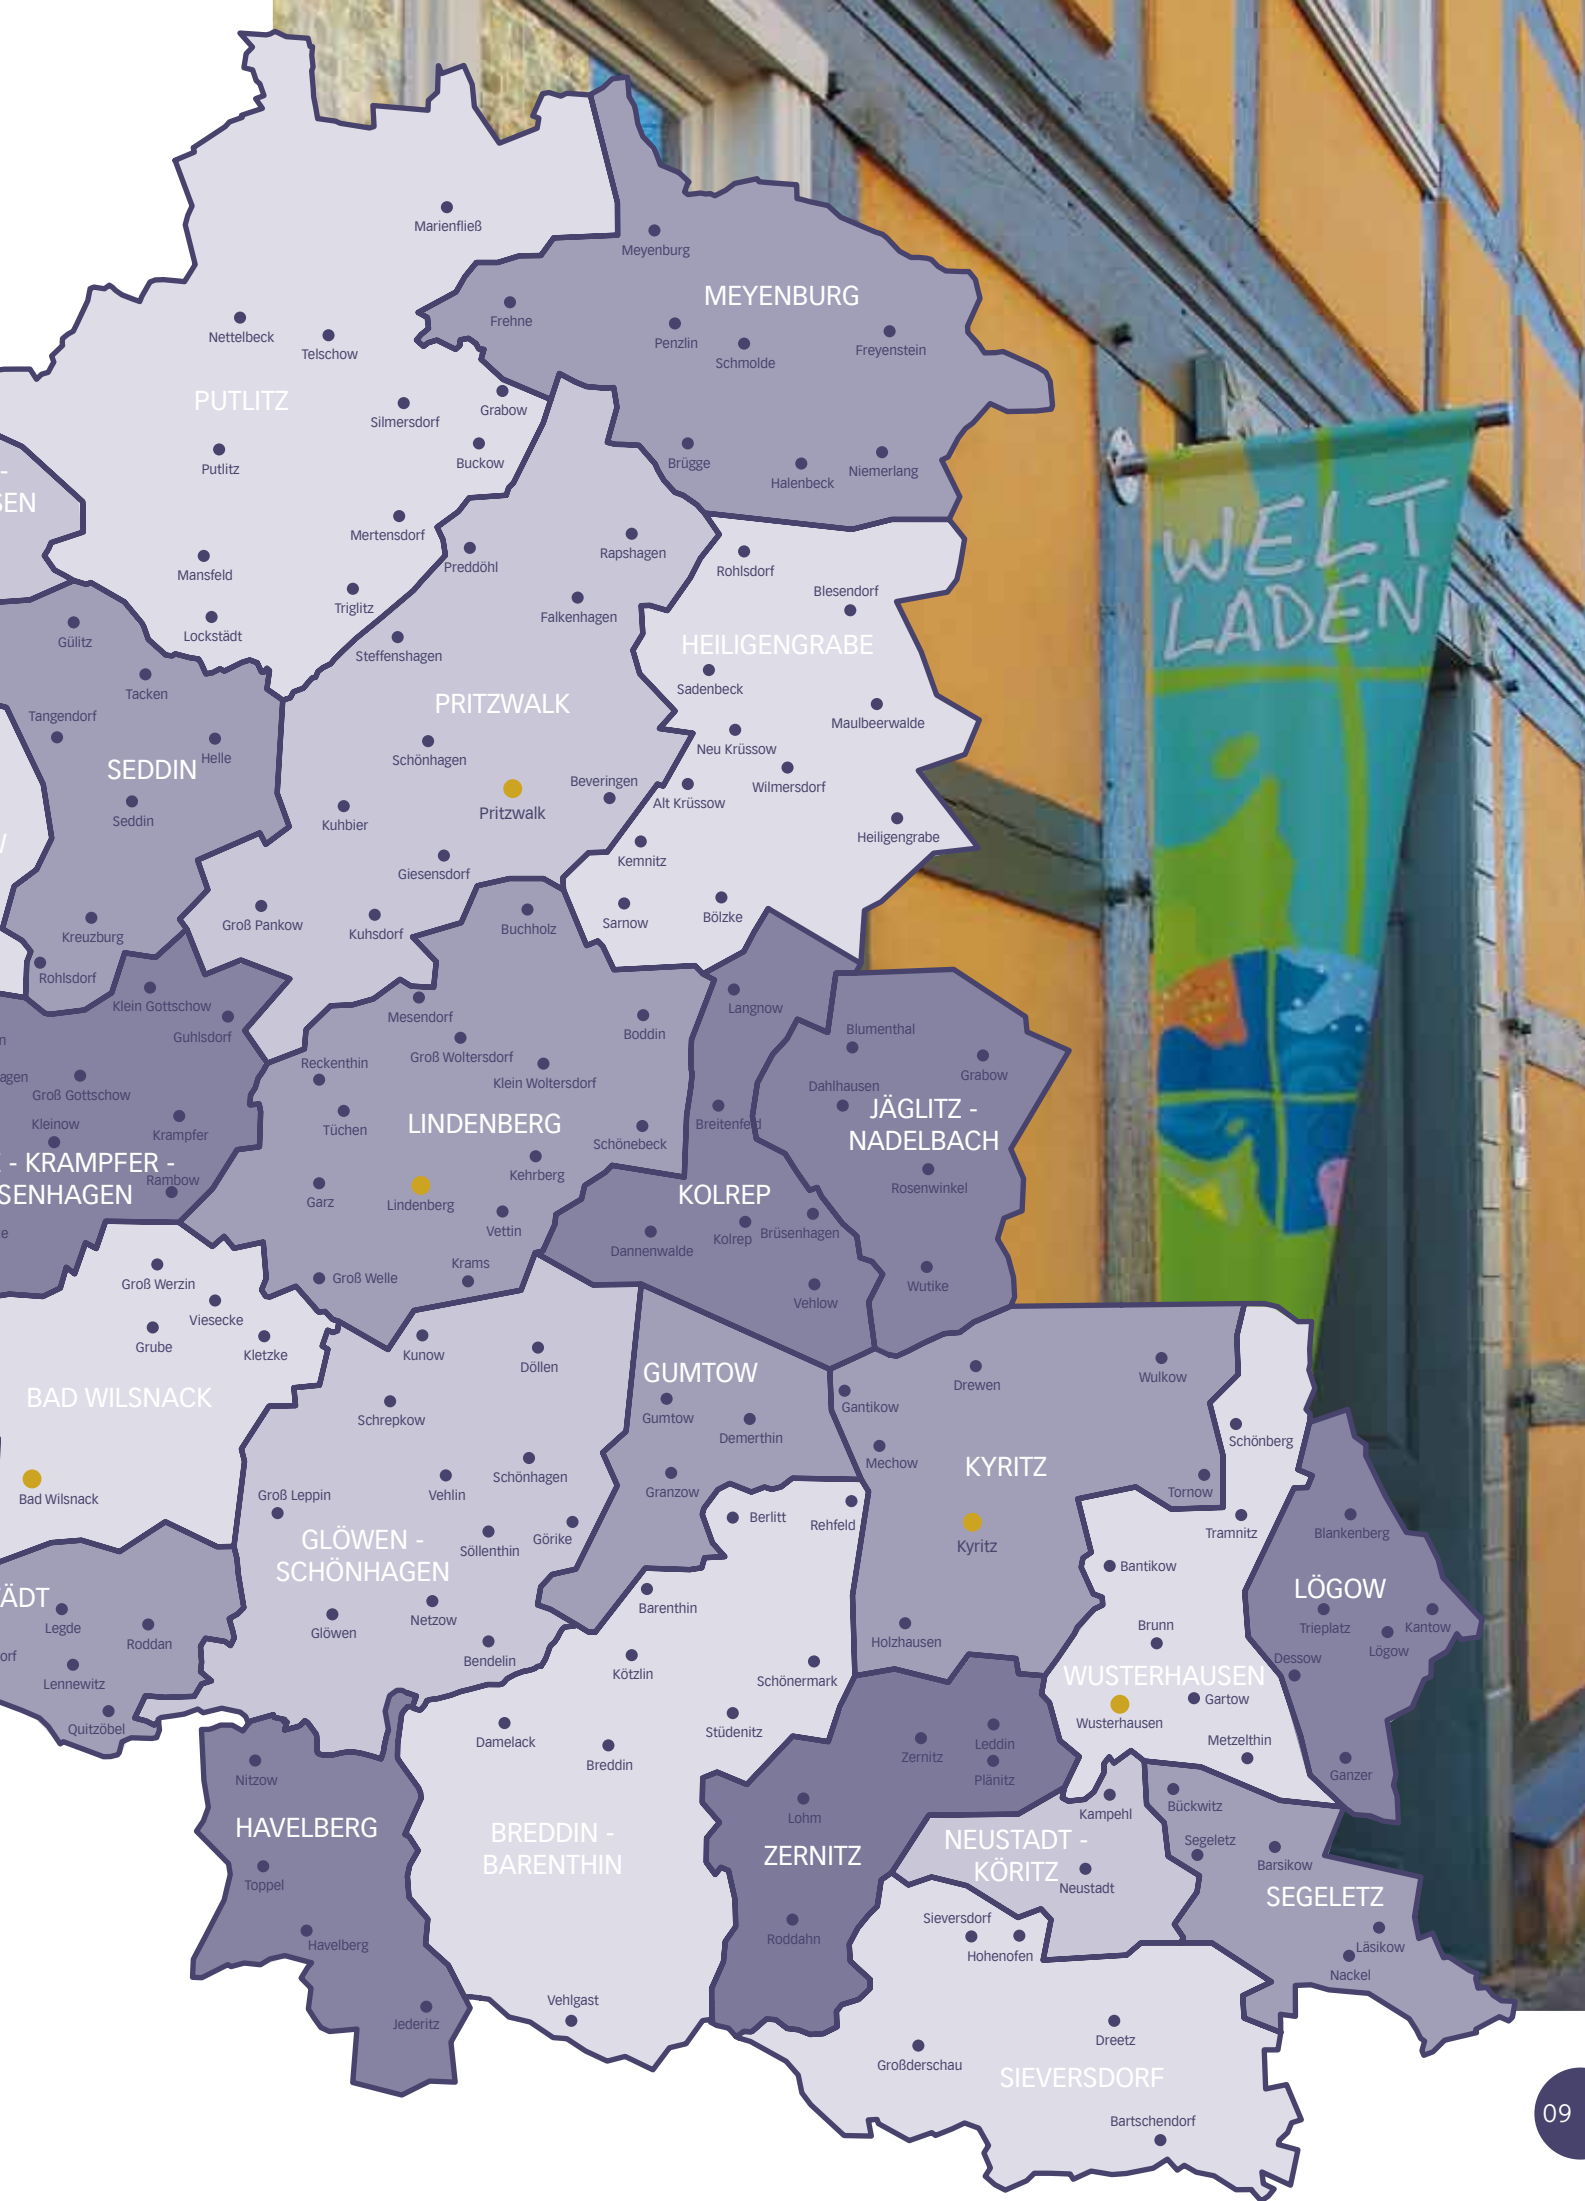 Marienfließ
Meyenburg
MEYENBURG
Frehne
Penzlin
Schmolde
Freyenstein
Nettelbeck
Telschow
PUTLITZ
Silmersdorf
Grabow
Putlitz
Buckow
Brügge
Halenbeck
Niemerlang
-
SEN
WELT
LADEN
Mertensdorf
Preddöhl
Rapshagen
Rohlsdorf
Mansfeld
Triglitz
Falkenhagen
Blesendorf
Gülitz
Lockstädt
Steffenshagen
HEILIGENGRABE
Sadenbeck
Tacken
Tangendorf
PRITZWALK
Maulbeerwalde
SEDDIN
Helle
Schönhagen
Neu Krüssow
Beveringen
Wilmersdorf
Seddin
Kuhbier
Pritzwalk
Alt Krüssow
Heiligengrabe
Giesensdorf
Kemnitz
Kreuzburg
Groß Pankow
Kuhsdorf
Buchholz
Sarnow
Bölzke
Rohlsdorf
Klein Gottschow
Guhlsdorf
Mesendorf
Boddin
Langnow
Blumenthal
n
Reckenthin
Groß Woltersdorf
Klein Woltersdorf
Grabow
agen
Groß Gottschow
Dahlhausen
JÄGLITZ -
NADELBACH
Kleinow
Krampfer
Tüchen
LINDENBERG
Schönebeck
Breitenfeld
- KRAMPFER -
SENHAGEN
Rambow
Kehrberg
KOLREP
Rosenwinkel
Garz
Lindenberg
Vettin
Dannenwalde
Kolrep
Brüsenhagen
e
Groß Werzin
Groß Welle
Krams
Vehlow
Wutike
Viesecke
Grube
Kletzke
Kunow
Döllen
GUMTOW
Drewen
Wulkow
BAD WILSNACK
Schrepkow
Gumtow
Demerthin
Gantikow
Schönberg
Bad Wilsnack
Groß Leppin
Vehlin
Schönhagen
Granzow
Mechow
KYRITZ
Tornow
GLÖWEN -
SCHÖNHAGEN
Söllenthin
Görike
Berlitt
Rehfeld
Kyritz
Tramnitz
Blankenberg
Bantikow
LÖGOW
ÄDT
Legde
Roddan
Glöwen
Netzow
Barenthin
Holzhausen
Brunn
Trieplatz
Lögow
Kantow
orf
Lennewitz
Bendelin
Kötzlin
Schönermark
WUSTERHAUSEN
Dessow
Gartow
Quitzöbel
Damelack
Stüdenitz
Wusterhausen
Metzelthin
Nitzow
Breddin
Zernitz
Leddin
Plänitz
Ganzer
HAVELBERG
BREDDIN -
BARENTHIN
Lohm
ZERNITZ
Kampehl
NEUSTADT -
KÖRITZ
Neustadt
Bückwitz
Segeletz
Barsikow
SEGELETZ
Toppel
Havelberg
Roddahn
Sieversdorf
Hohenofen
Läsikow
Nackel
Jederitz
Vehlgast
Dreetz
Großderschau
SIEVERSDORF
Bartschendorf
09